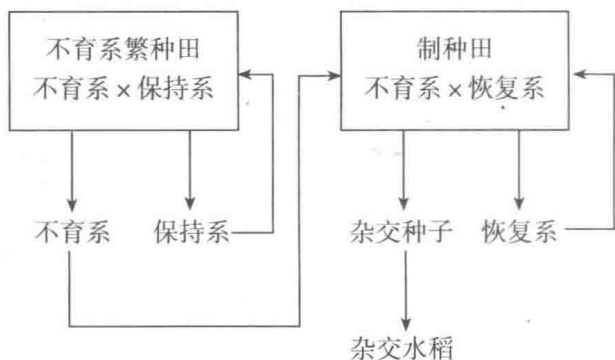 不育系繁种田
不育系×保持系
制种田
不育系×恢复系
不育系
保持系
杂交种子
恢复系
杂交水稻